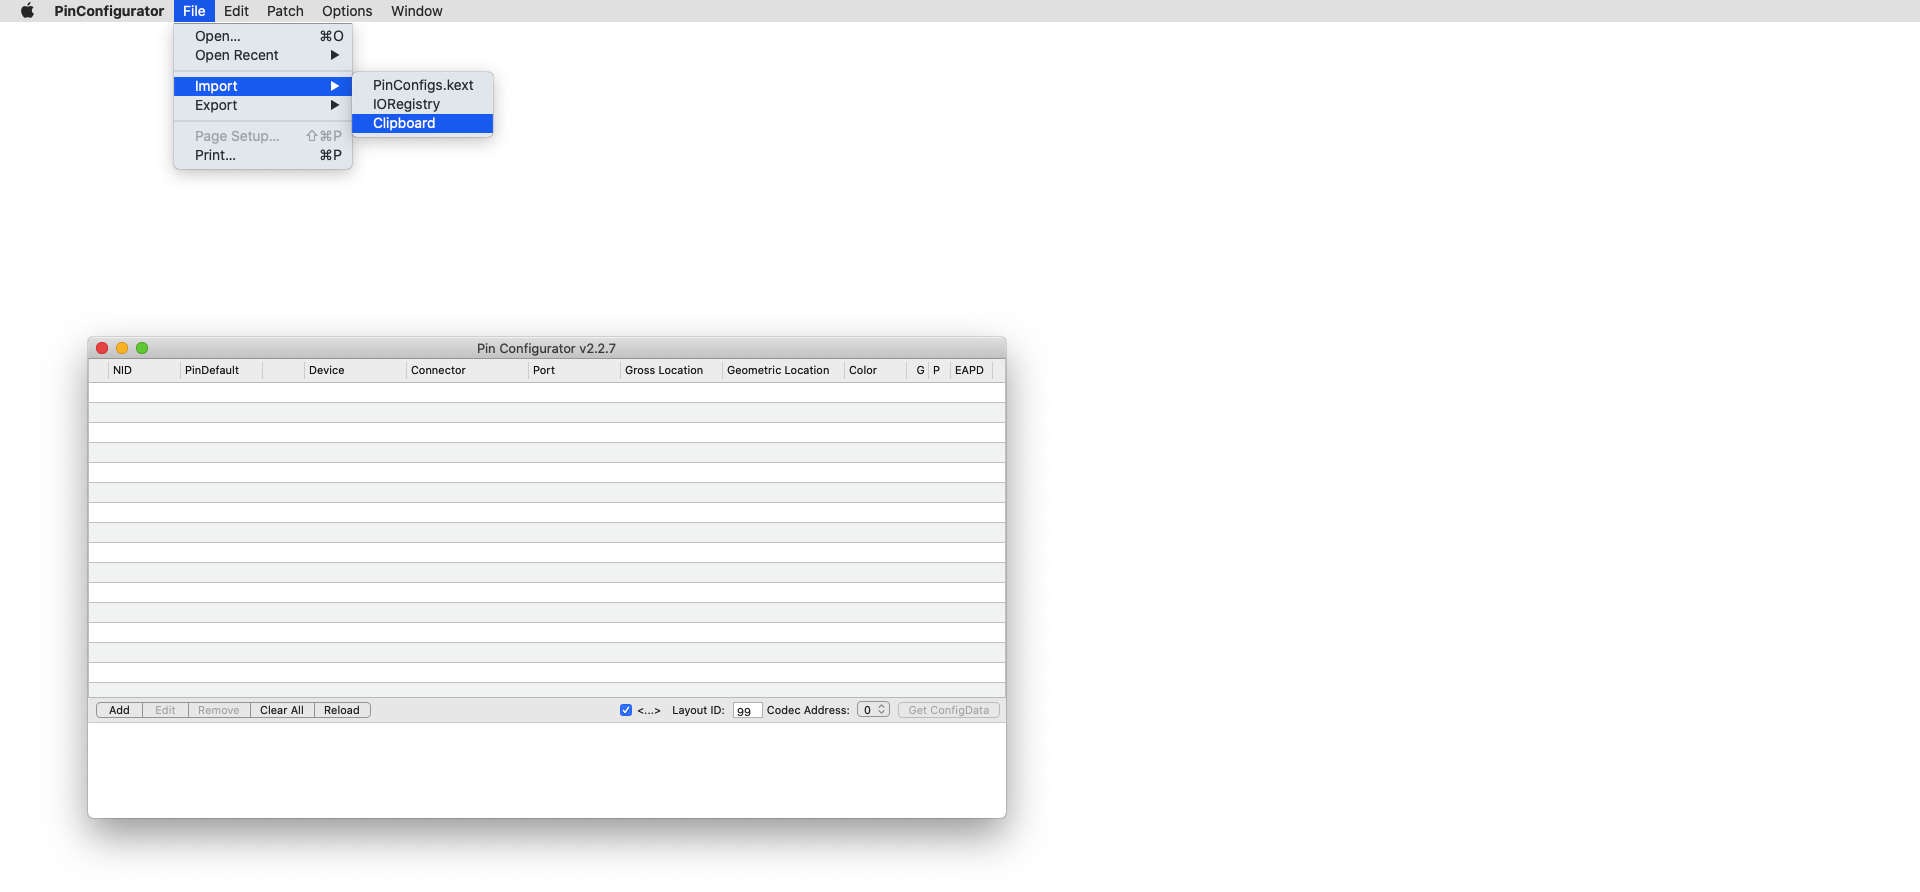 PinConfigurator File Edit Patch Options Window
Open... ⌘O
Open Recent ▶
Import ▶
Export ▶
Page Setup... ⇧⌘P
Print... ⌘P
PinConfigs.kext
IORegistry
Clipboard
Pin Configurator v2.2.7
NID PinDefault Device Connector Port Gross Location Geometric Location Color G P EAPD
Add Edit Remove Clear All Reload <...> Layout ID: 99 Codec Address: 0 Get ConfigData